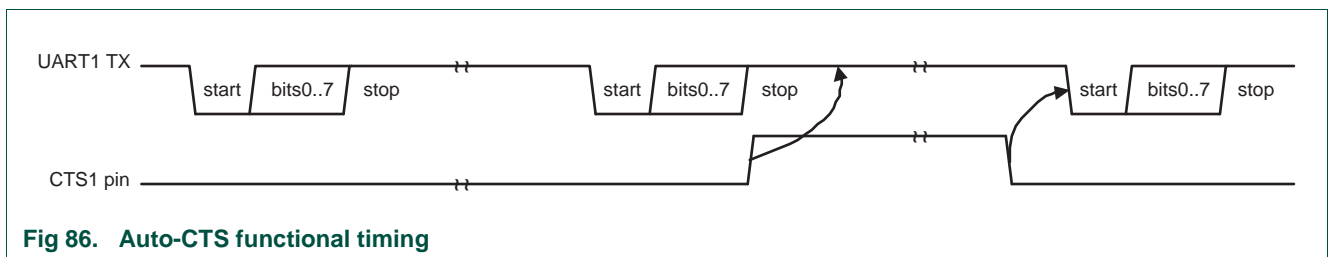 UART1 TX
start bits0..7 stop start bits0..7 stop start bits0..7 stop
CTS1 pin
Fig 86. Auto-CTS functional timing